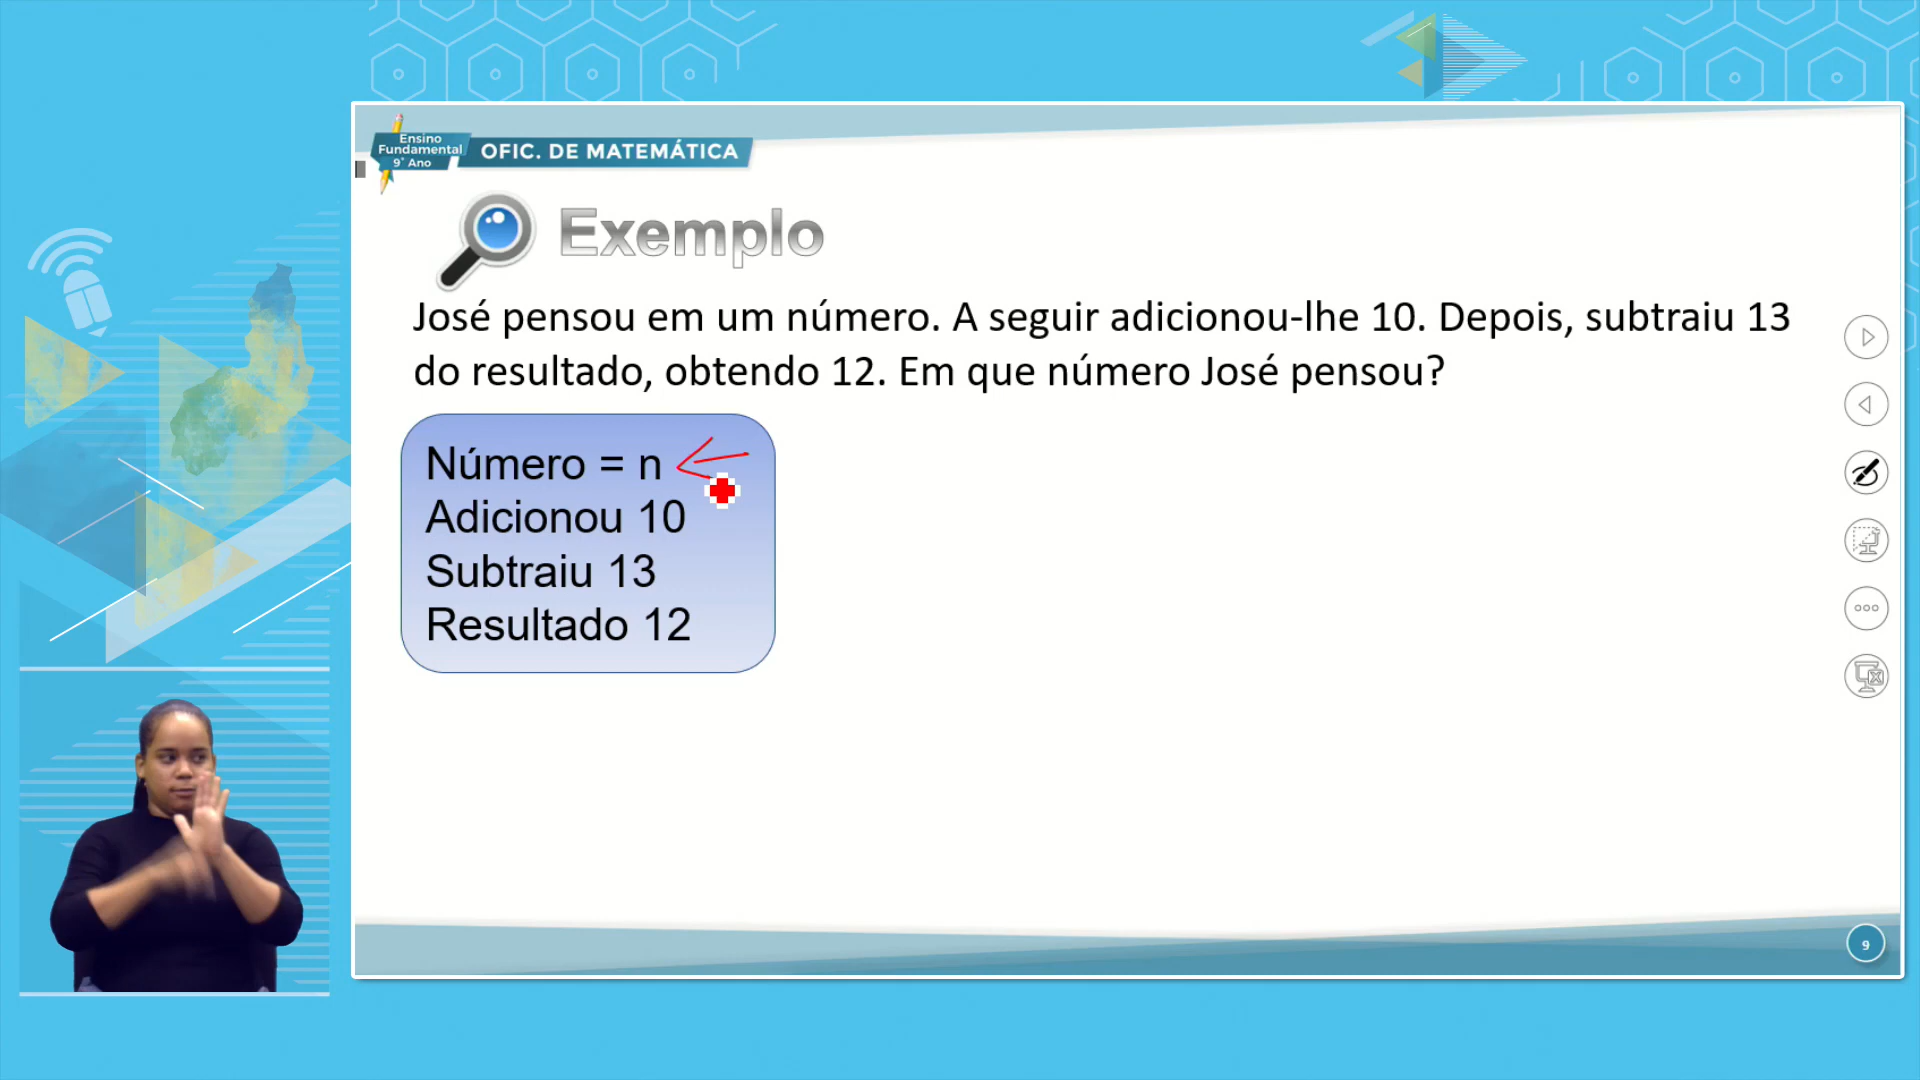 Ensino
Fundamental
9° Ano
OFIC. DE MATEMÁTICA
Exemplo
José pensou em um número. A seguir adicionou-lhe 10. Depois, subtraiu 13
do resultado, obtendo 12. Em que número José pensou?
Número = n
Adicionou 10
Subtraiu 13
Resultado 12
9